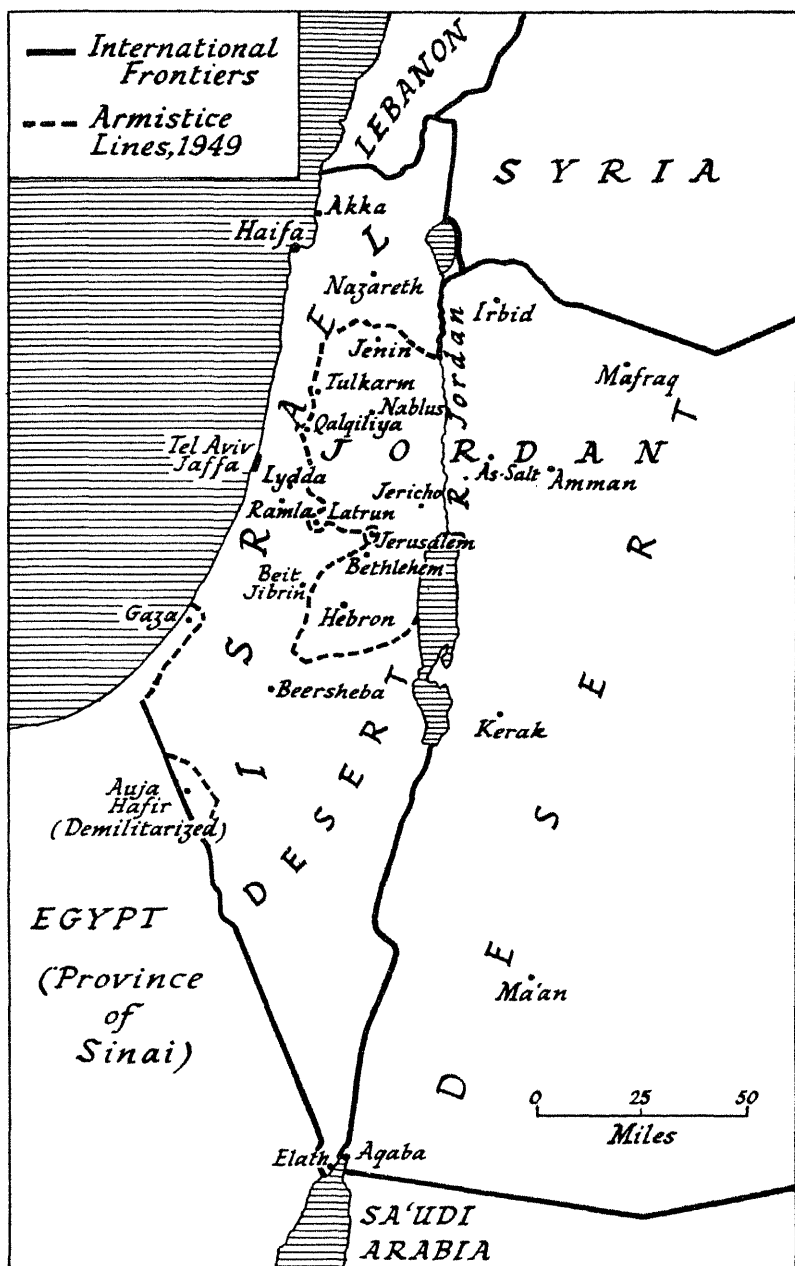 International
Frontiers
Armistice
Lines, 1949
LEBANON
SYRIA
Akka
Haifa
Nazareth
Irbid
Jenin
Mafraq
Tulkarm
Nablus
Qalqiliya
Jordan R
ISRAEL
JORDAN
Tel Aviv
Jaffa
Lydda
As-Salt
Amman
Jericho
Ramla
Latrun
Jerusalem
Bethlehem
Beit
Jibrin
Gaza
Hebron
Beersheba
Kerak
DESERT
DESERT
Auja
Hafir
(Demilitarized)
EGYPT
(Province
of
Sinai)
Ma'an
0 25 50
Miles
Elath
Aqaba
SA'UDI
ARABIA